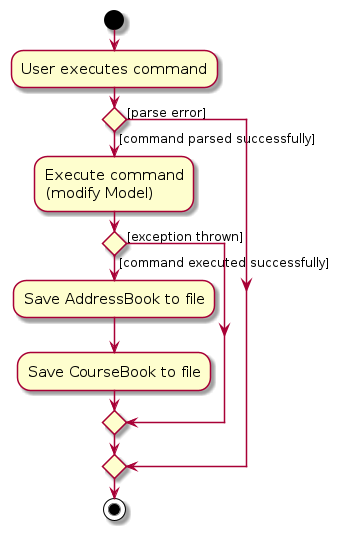 User executes command
[parse error]
[command parsed successfully]
Execute command
(modify Model)
[exception thrown]
[command executed successfully]
Save AddressBook to file
Save CourseBook to file